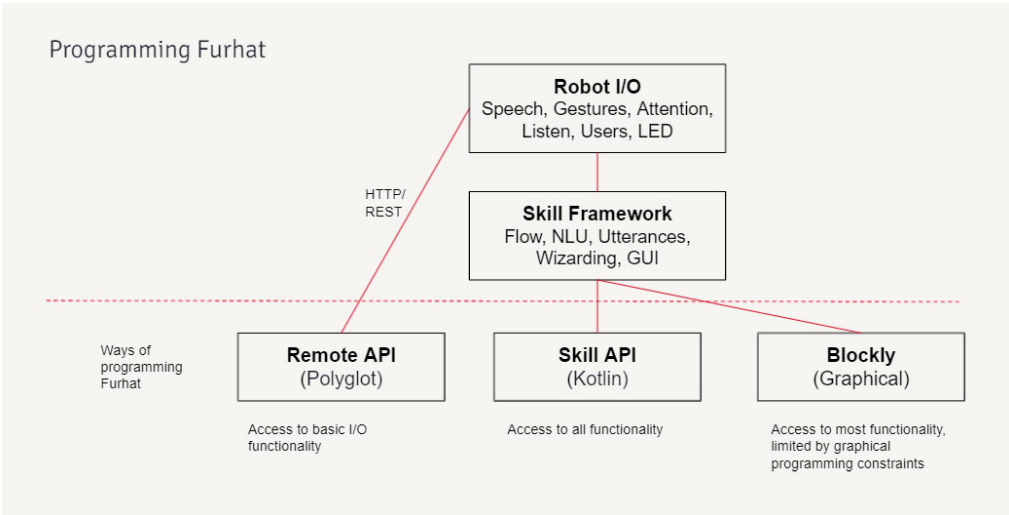 Programming Furhat
Robot I/O
Speech, Gestures, Attention,
Listen, Users, LED
HTTP/
REST
Skill Framework
Flow, NLU, Utterances,
Wizarding, GUI
Ways of
programming
Furhat
Remote API
(Polyglot)
Skill API
(Kotlin)
Blockly
(Graphical)
Access to basic I/O
functionality
Access to all functionality
Access to most functionality,
limited by graphical
programming constraints